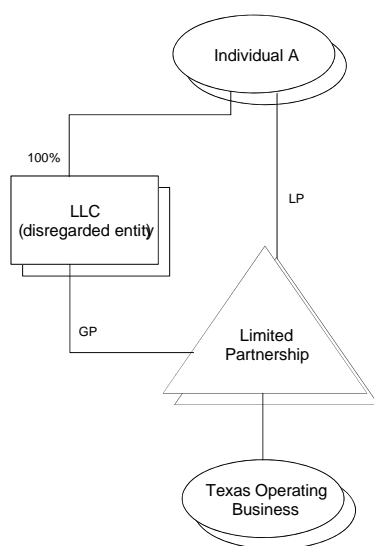 Individual A
100%
LLC
(disregarded entity)
LP
GP
Limited
Partnership
Texas Operating
Business